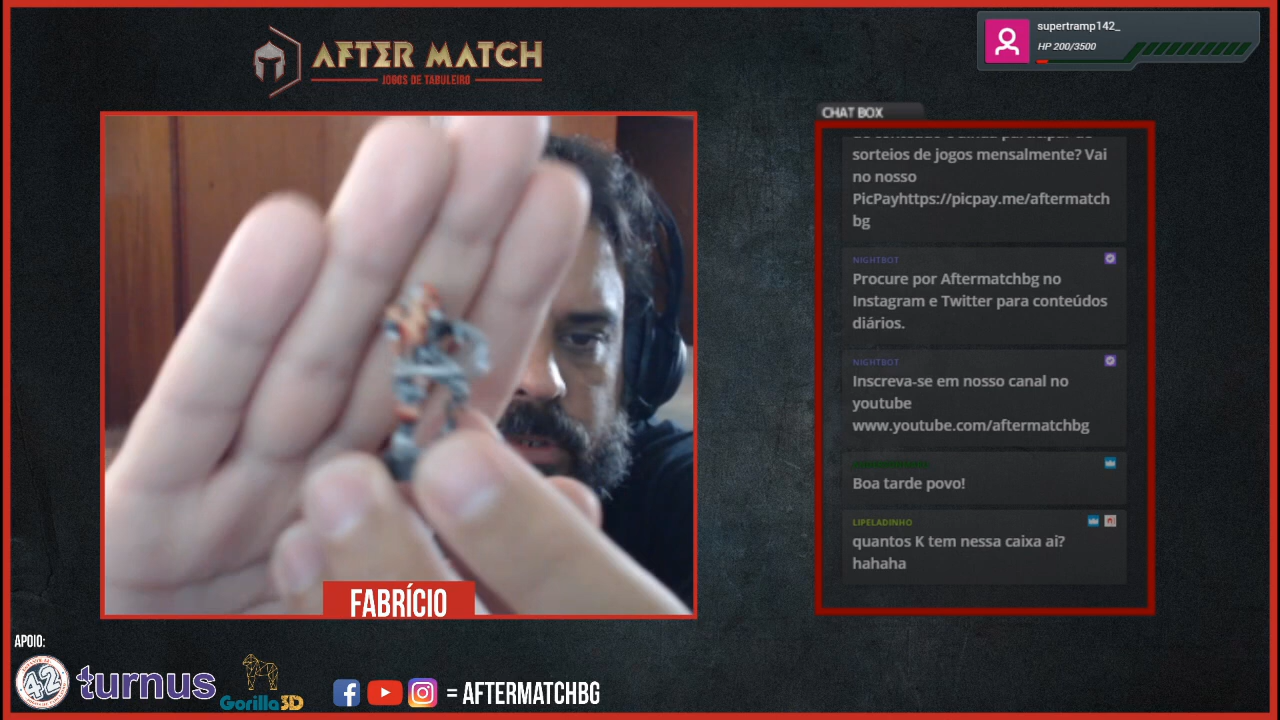 AFTER MATCH
JOGOS DE TABULEIRO
supertramp142_
HP 200/3500
CHAT BOX
sorteios de jogos mensalmente? Vai
no nosso
PicPayhttps://picpay.me/aftermatch
bg
NIGHTBOT
Procure por Aftermatchbg no
Instagram e Twitter para conteúdos
diários.
NIGHTBOT
Inscreva-se em nosso canal no
youtube
www.youtube.com/aftermatchbg
Boa tarde povo!
LIPELADINHO
quantos K tem nessa caixa ai?
hahaha
FABRÍCIO
APOIO:
42
turnus
Gorilla3D
= AFTERMATCHBG